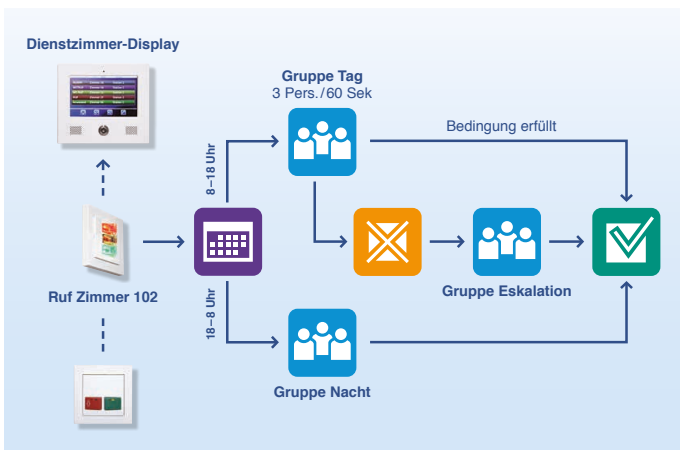 Dienstzimmer-Display
Gruppe Tag
3 Pers./60 Sek
Bedingung erfüllt
8–18 Uhr
Ruf Zimmer 102
18–8 Uhr
Gruppe Eskalation
Gruppe Nacht